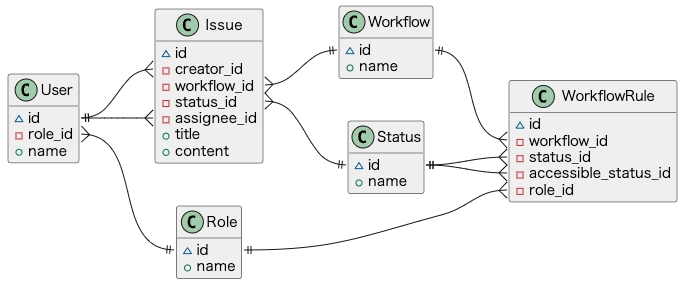 C User
id
role_id
name
C Issue
id
creator_id
workflow_id
status_id
assignee_id
title
content
C Workflow
id
name
C Status
id
name
C Role
id
name
C WorkflowRule
id
workflow_id
status_id
accessible_status_id
role_id